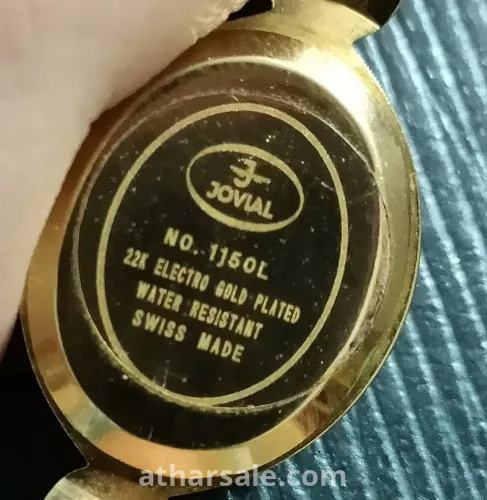 JOVIAL
NO. 1150L
22K ELECTRO GOLD PLATED
WATER RESISTANT
SWISS MADE
atharsale.com